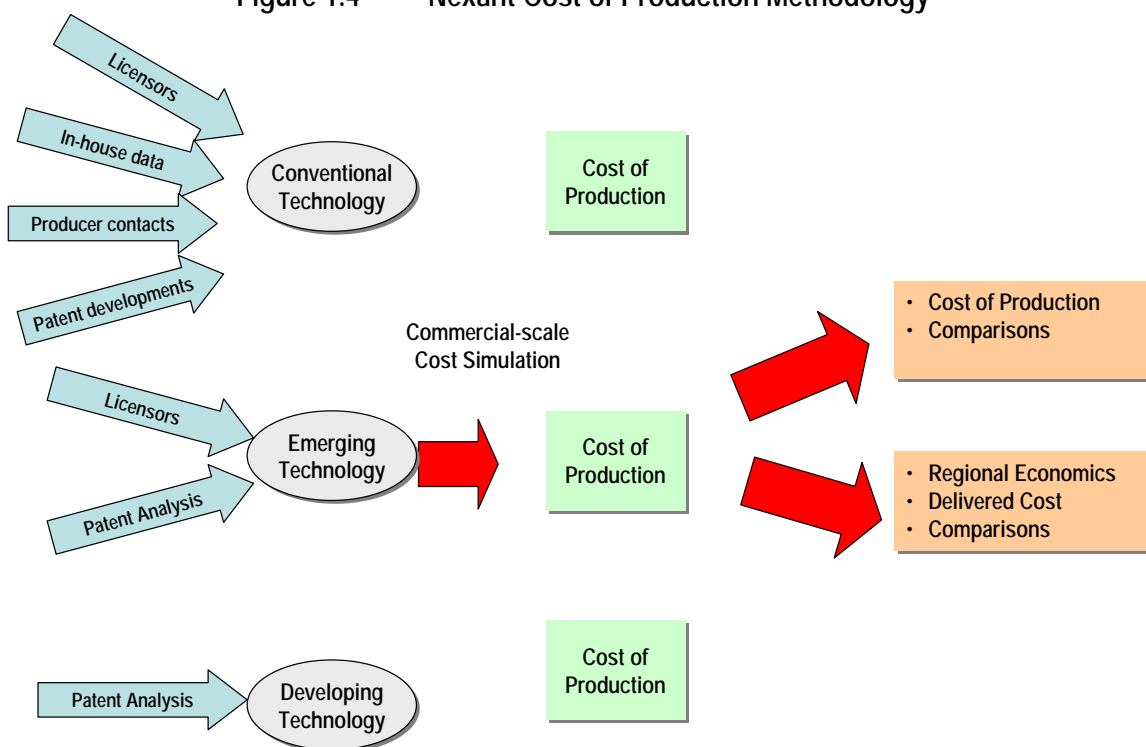 Figure 1.4 Nexant Cost of Production Methodology
Licensors
In-house data
Producer contacts
Patent developments
Conventional
Technology
Cost of
Production
Commercial-scale
Cost Simulation
Licensors
Patent Analysis
Emerging
Technology
Cost of
Production
• Cost of Production
• Comparisons
• Regional Economics
• Delivered Cost
• Comparisons
Patent Analysis
Developing
Technology
Cost of
Production